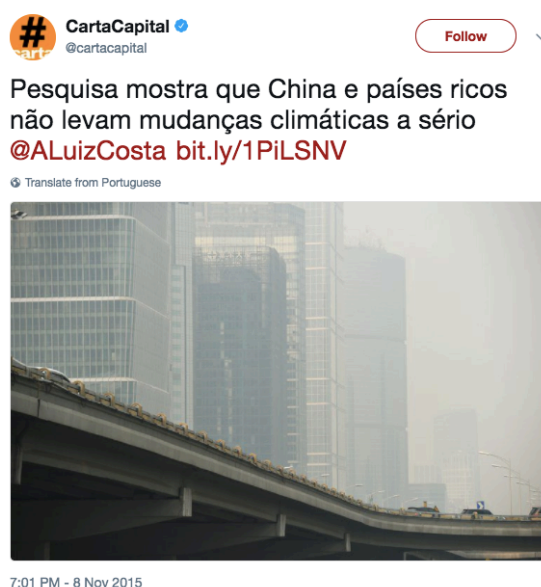 #
carta
CartaCapital
@cartacapital
Follow
Pesquisa mostra que China e países ricos
não levam mudanças climáticas a sério
@ALuizCosta bit.ly/1PiLSNV
Translate from Portuguese
7:01 PM - 8 Nov 2015